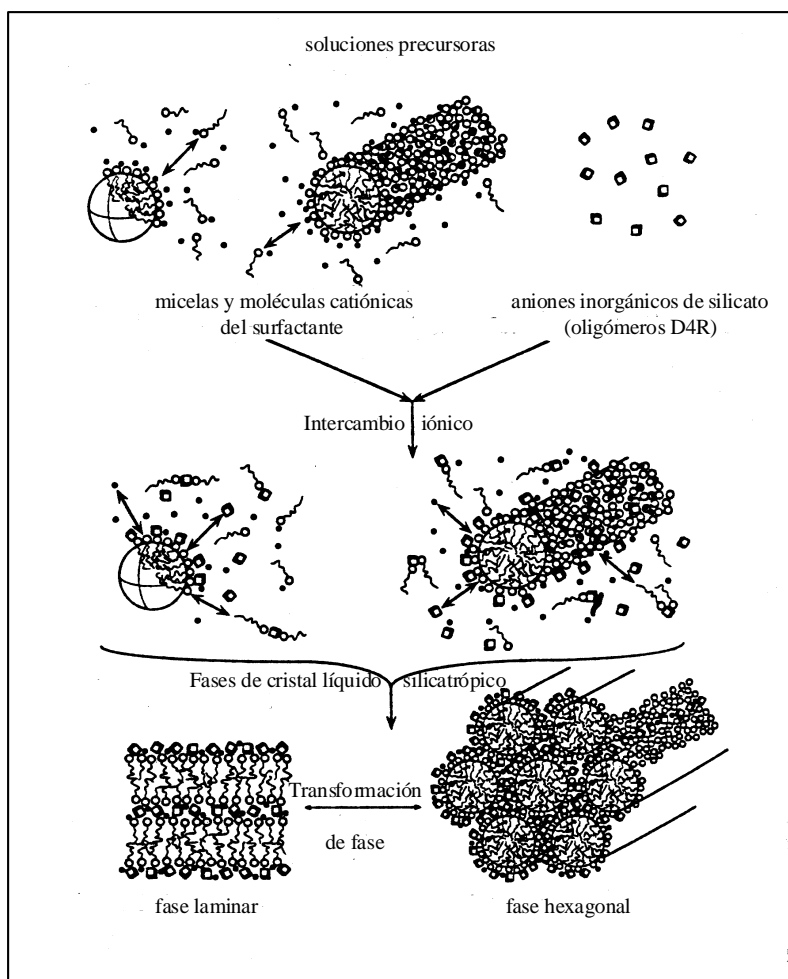 soluciones precursoras
micelas y moléculas catiónicas
del surfactante
aniones inorgánicos de silicato
(oligómeros D4R)
Intercambio iónico
Fases de cristal líquido silicatrópico
Transformación
de fase
fase laminar
fase hexagonal